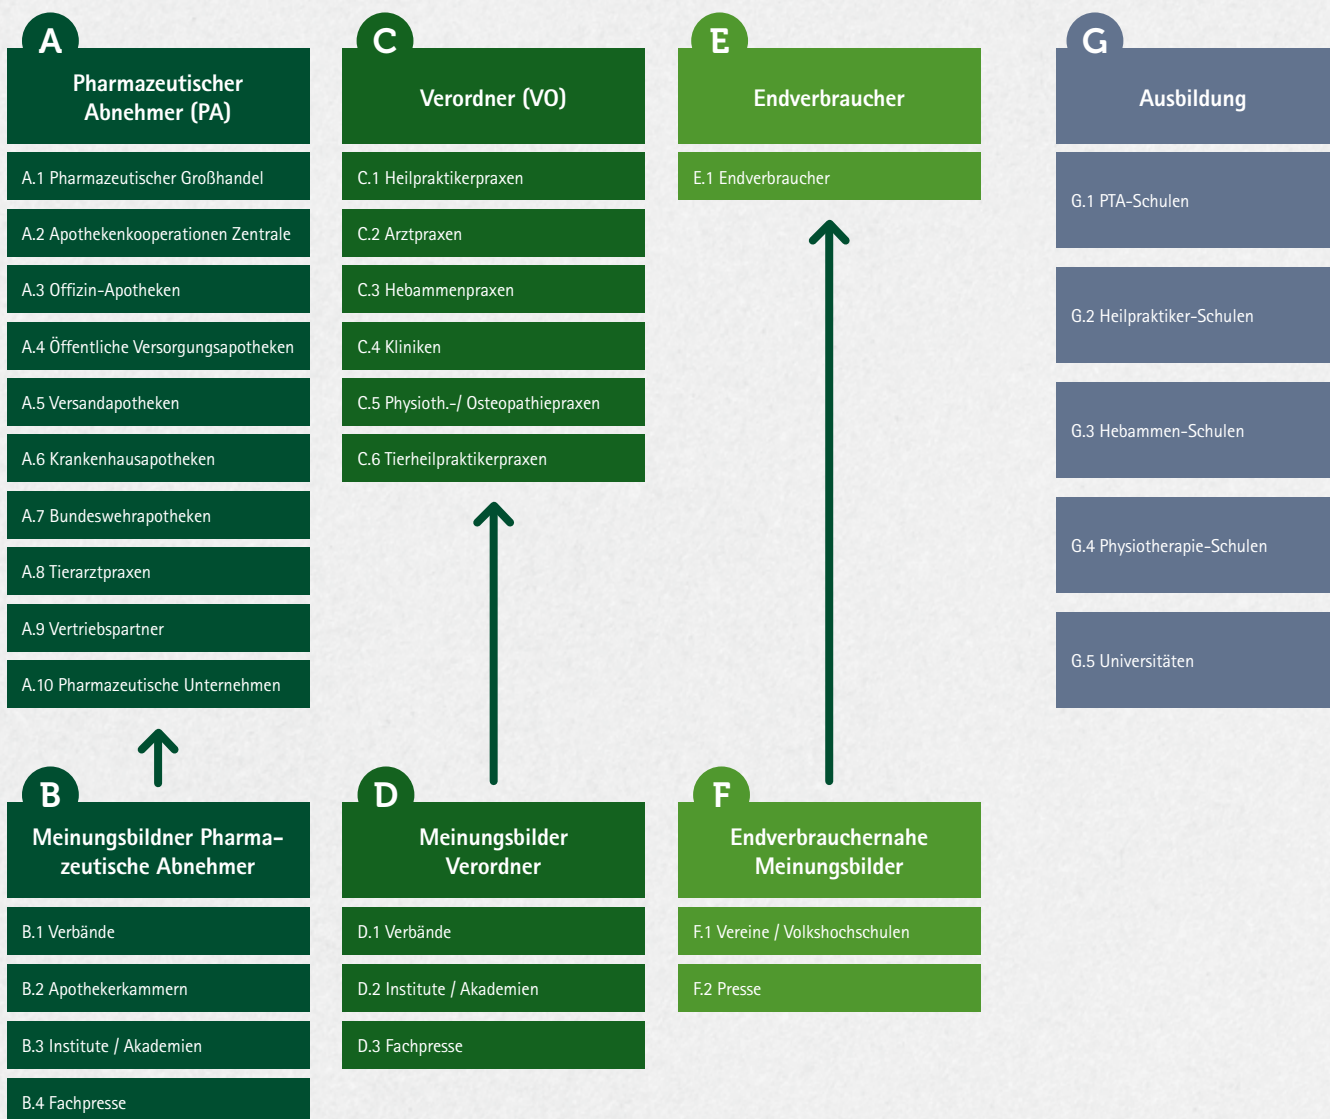 A
Pharmazeutischer
Abnehmer (PA)
A.1 Pharmazeutischer Großhandel
A.2 Apothekenkooperationen Zentrale
A.3 Offizin-Apotheken
A.4 Öffentliche Versorgungsapotheken
A.5 Versandapotheken
A.6 Krankenhausapotheken
A.7 Bundeswehrapotheken
A.8 Tierarztpraxen
A.9 Vertriebspartner
A.10 Pharmazeutische Unternehmen
B
Meinungsbildner Pharma-
zeutische Abnehmer
B.1 Verbände
B.2 Apothekerkammern
B.3 Institute / Akademien
B.4 Fachpresse
C
Verordner (VO)
C.1 Heilpraktikerpraxen
C.2 Arztpraxen
C.3 Hebammenpraxen
C.4 Kliniken
C.5 Physioth.-/ Osteopathiepraxen
C.6 Tierheilpraktikerpraxen
D
Meinungsbilder
Verordner
D.1 Verbände
D.2 Institute / Akademien
D.3 Fachpresse
E
Endverbraucher
E.1 Endverbraucher
F
Endverbrauchernahe
Meinungsbilder
F.1 Vereine / Volkshochschulen
F.2 Presse
G
Ausbildung
G.1 PTA-Schulen
G.2 Heilpraktiker-Schulen
G.3 Hebammen-Schulen
G.4 Physiotherapie-Schulen
G.5 Universitäten